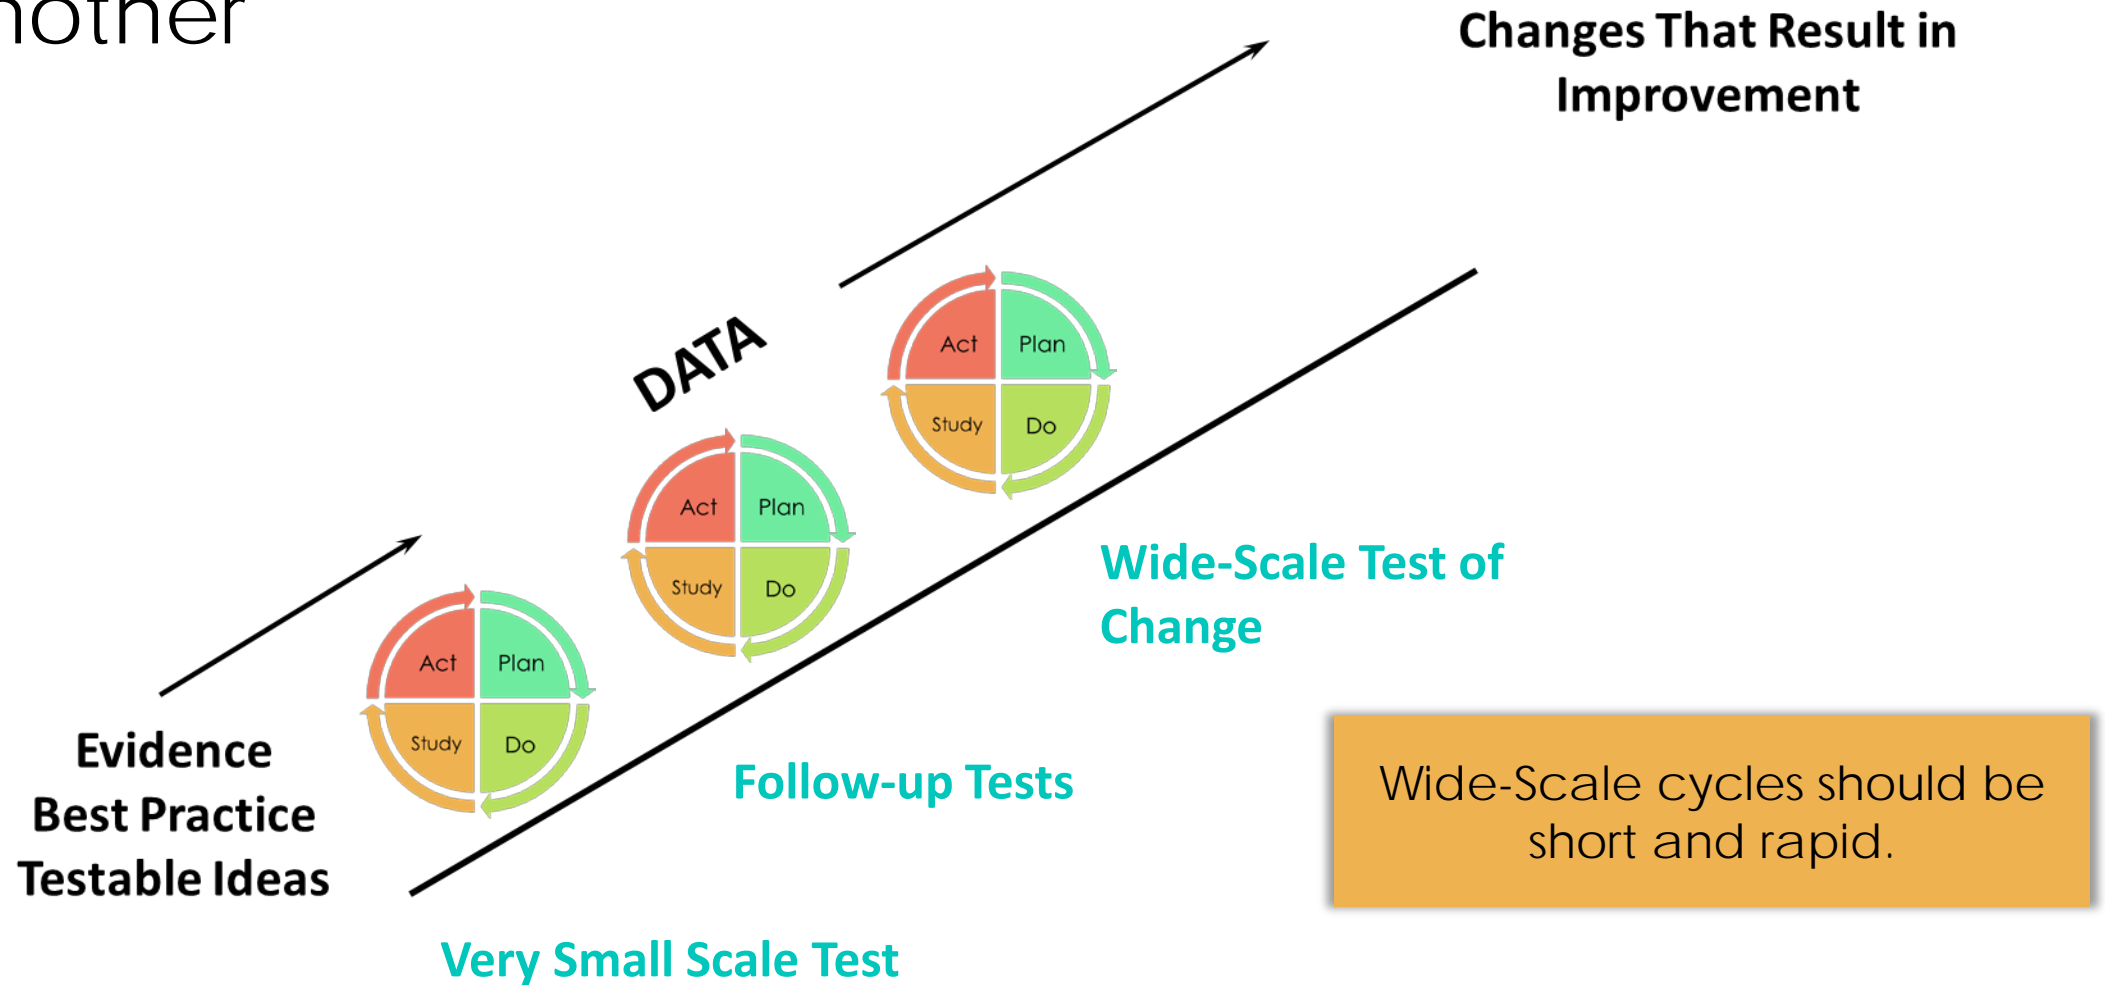 nother
Changes That Result in
Improvement
DATA
Act
Plan
Study
Do
Act
Plan
Study
Do
Act
Plan
Study
Do
Evidence
Best Practice
Testable Ideas
Wide-Scale Test of
Change
Follow-up Tests
Very Small Scale Test
Wide-Scale cycles should be
short and rapid.